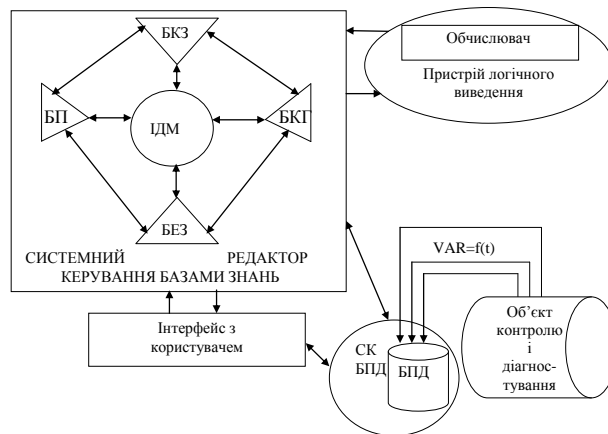 БКЗ
Обчислювач
Пристрій логічного
виведення
БП
ІДМ
БКГ
БЕЗ
СИСТЕМНИЙ РЕДАКТОР
КЕРУВАННЯ БАЗАМИ ЗНАНЬ
VAR=f(t)
Інтерфейс з
користувачем
СК
БПД
БПД
Об’єкт
контролю
і
діагнос-
тування